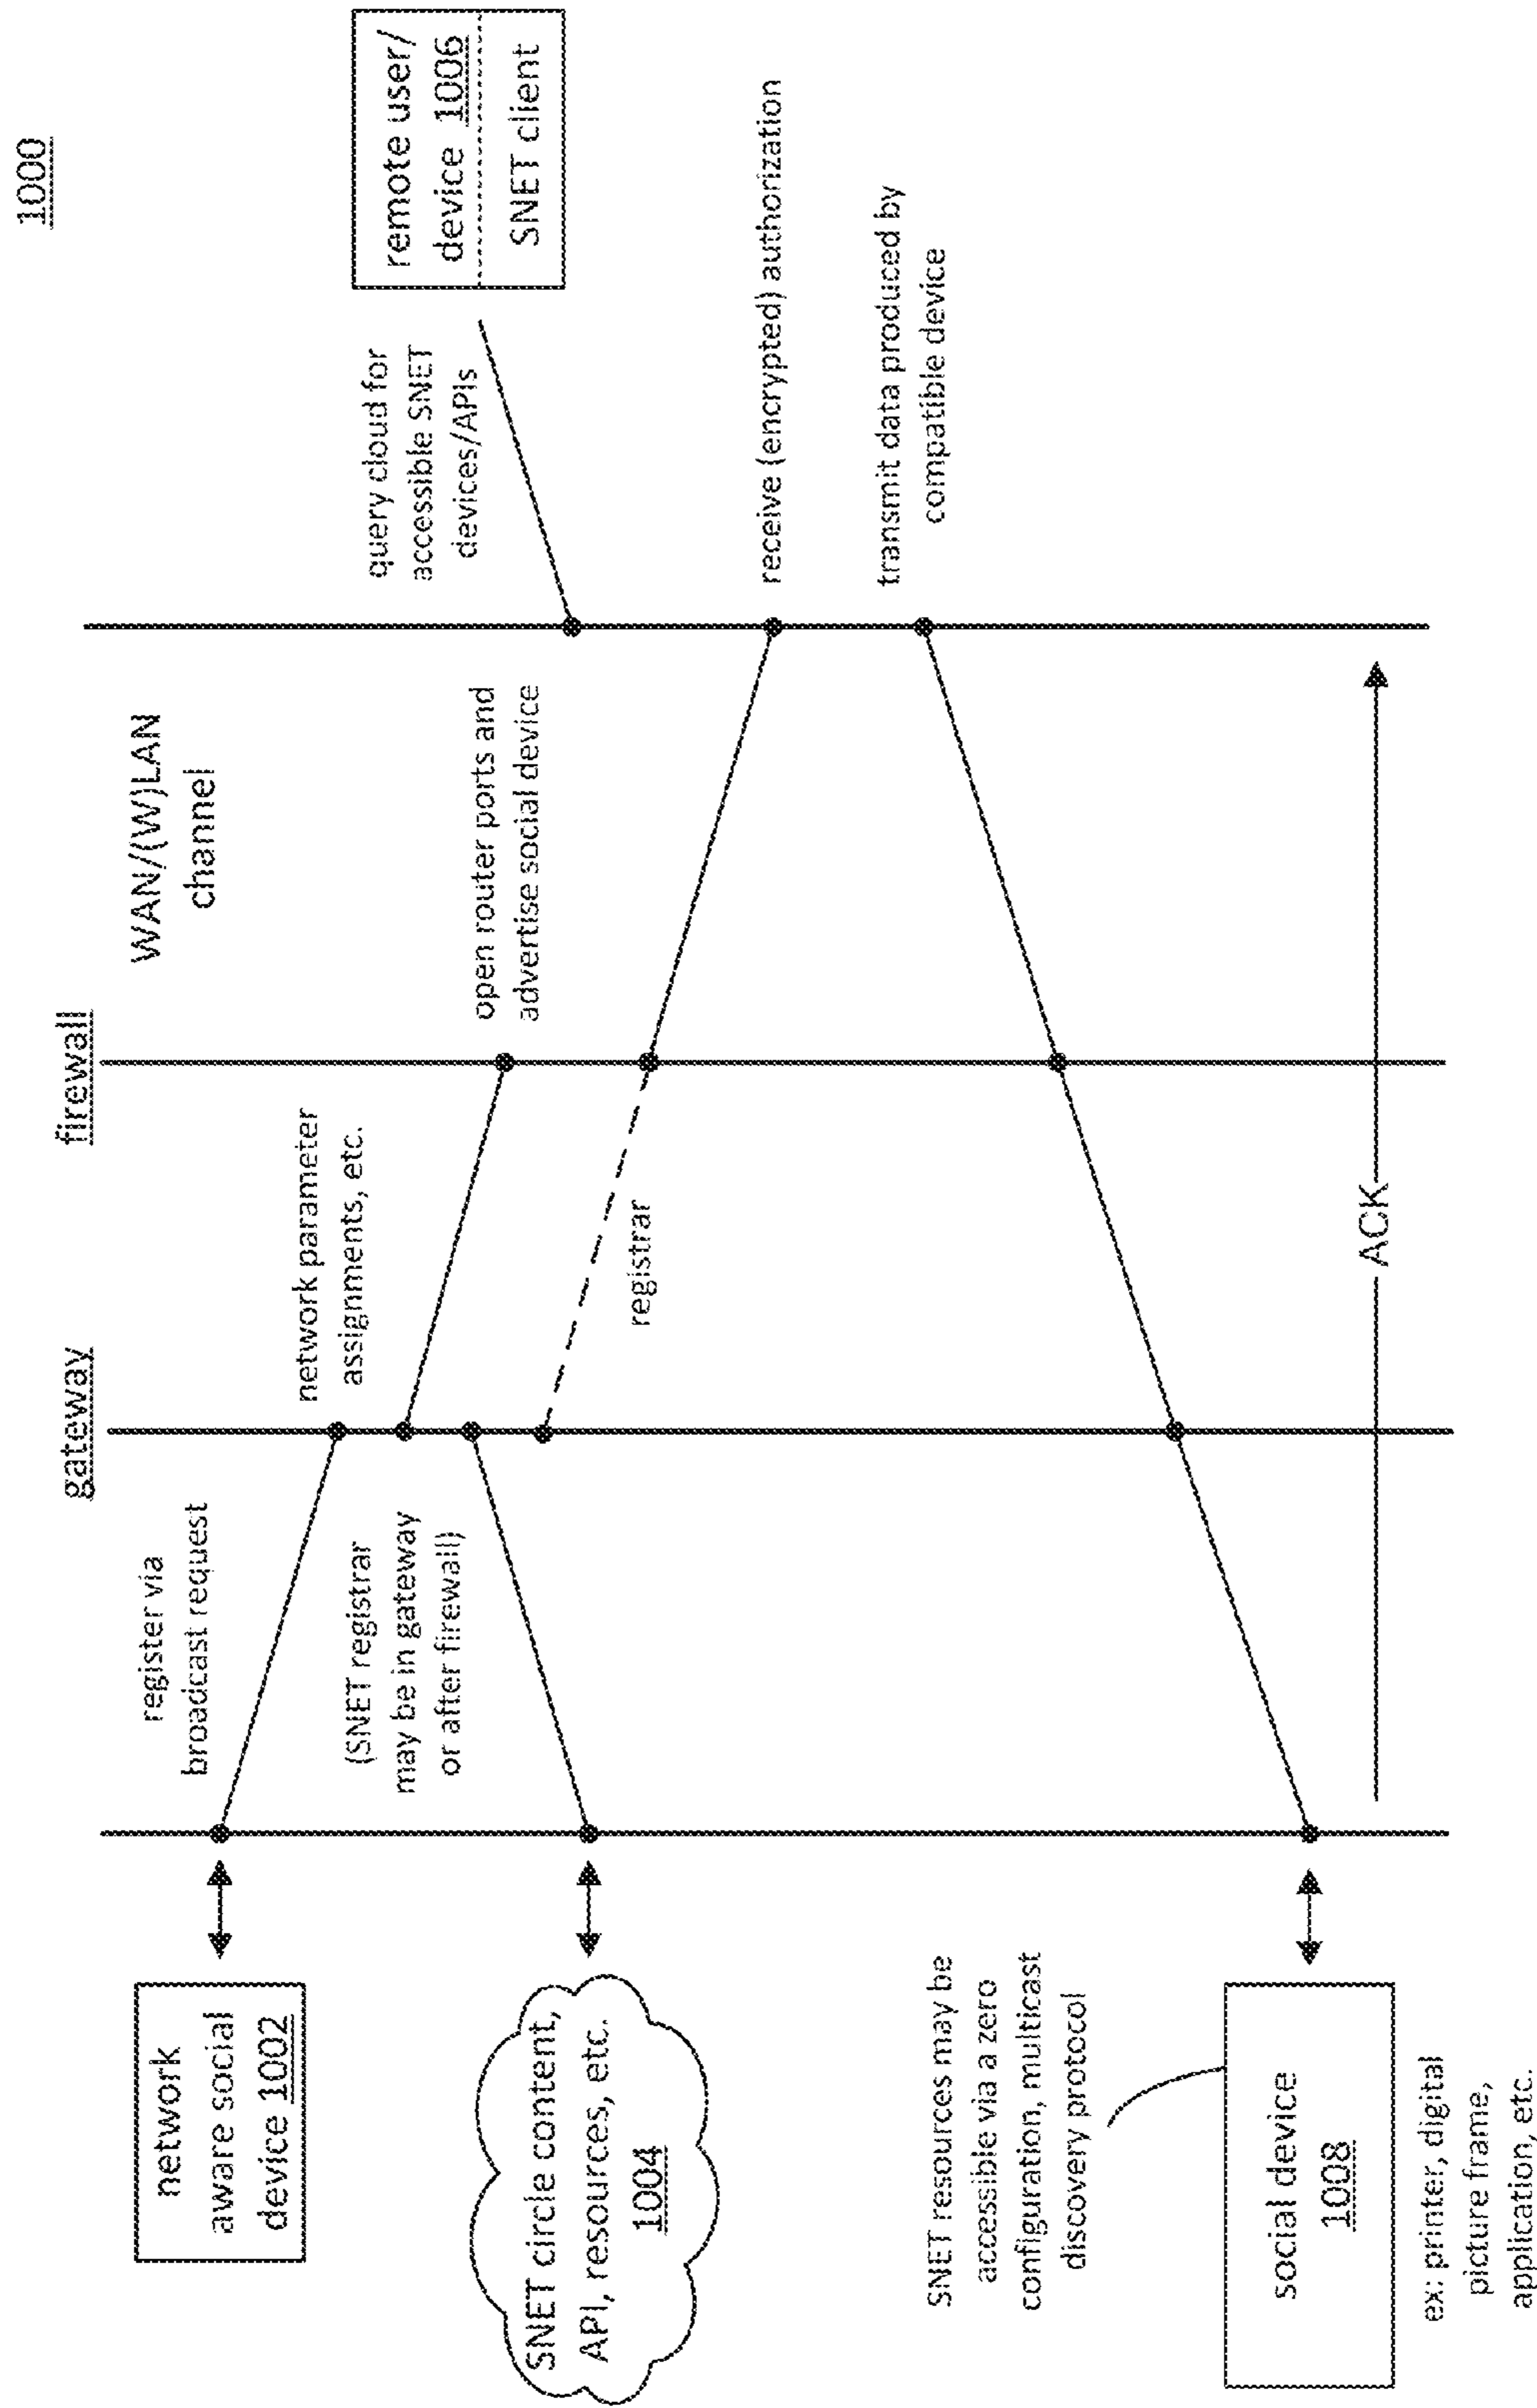 1000
gateway
firewall
WAN/(W)LAN
channel
network
aware social
device 1002
register via
broadcast request
network parameter
assignments, etc.
remote user/
device 1006
SNET client
(SNET registrar
may be in gateway
or after firewall)
open router ports and
advertise social device
query cloud for
accessible SNET
devices/APIs
SNET circle content,
API, resources, etc.
1004
registrar
receive (encrypted) authorization
transmit data produced by
compatible device
SNET resources may be
accessible via a zero
configuration, multicast
discovery protocol
social device
1008
ACK
ex: printer, digital
picture frame,
application, etc.